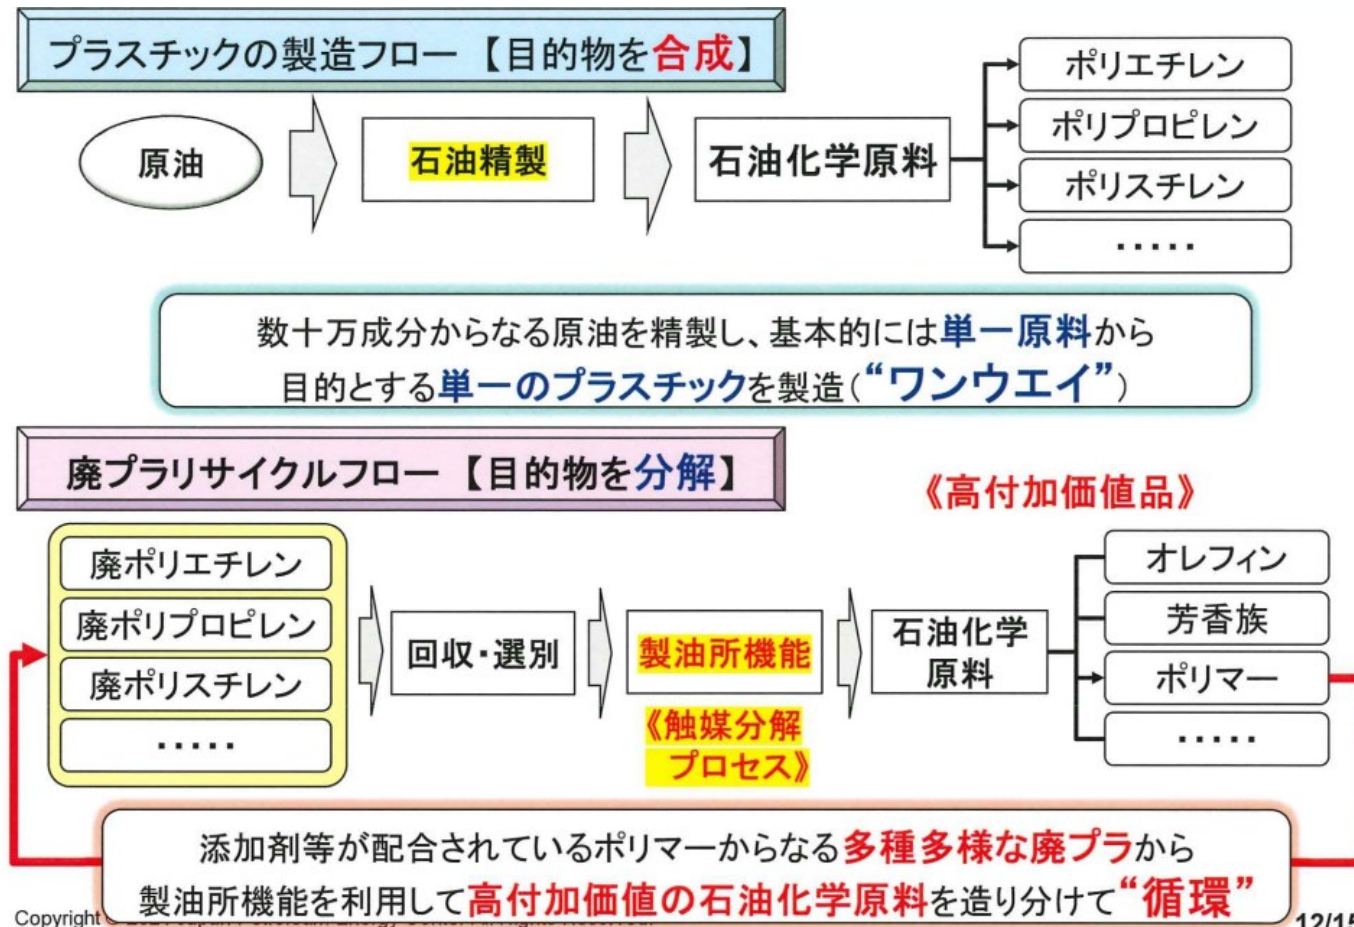 プラスチックの製造フロー 【目的物を合成】
原油
石油精製
石油化学原料
ポリエチレン
ポリプロピレン
ポリスチレン
・・・・・
数十万成分からなる原油を精製し、基本的には単一原料から
目的とする単一のプラスチックを製造(“ワンウエイ”)
廃プラリサイクルフロー 【目的物を分解】
《高付加価値品》
廃ポリエチレン
廃ポリプロピレン
廃ポリスチレン
・・・・・
回収・選別
製油所機能
《触媒分解
プロセス》
石油化学
原料
オレフィン
芳香族
ポリマー
・・・・・
添加剤等が配合されているポリマーからなる多種多様な廃プラから
製油所機能を利用して高付加価値の石油化学原料を造り分けて“循環”
Copyright
12/15